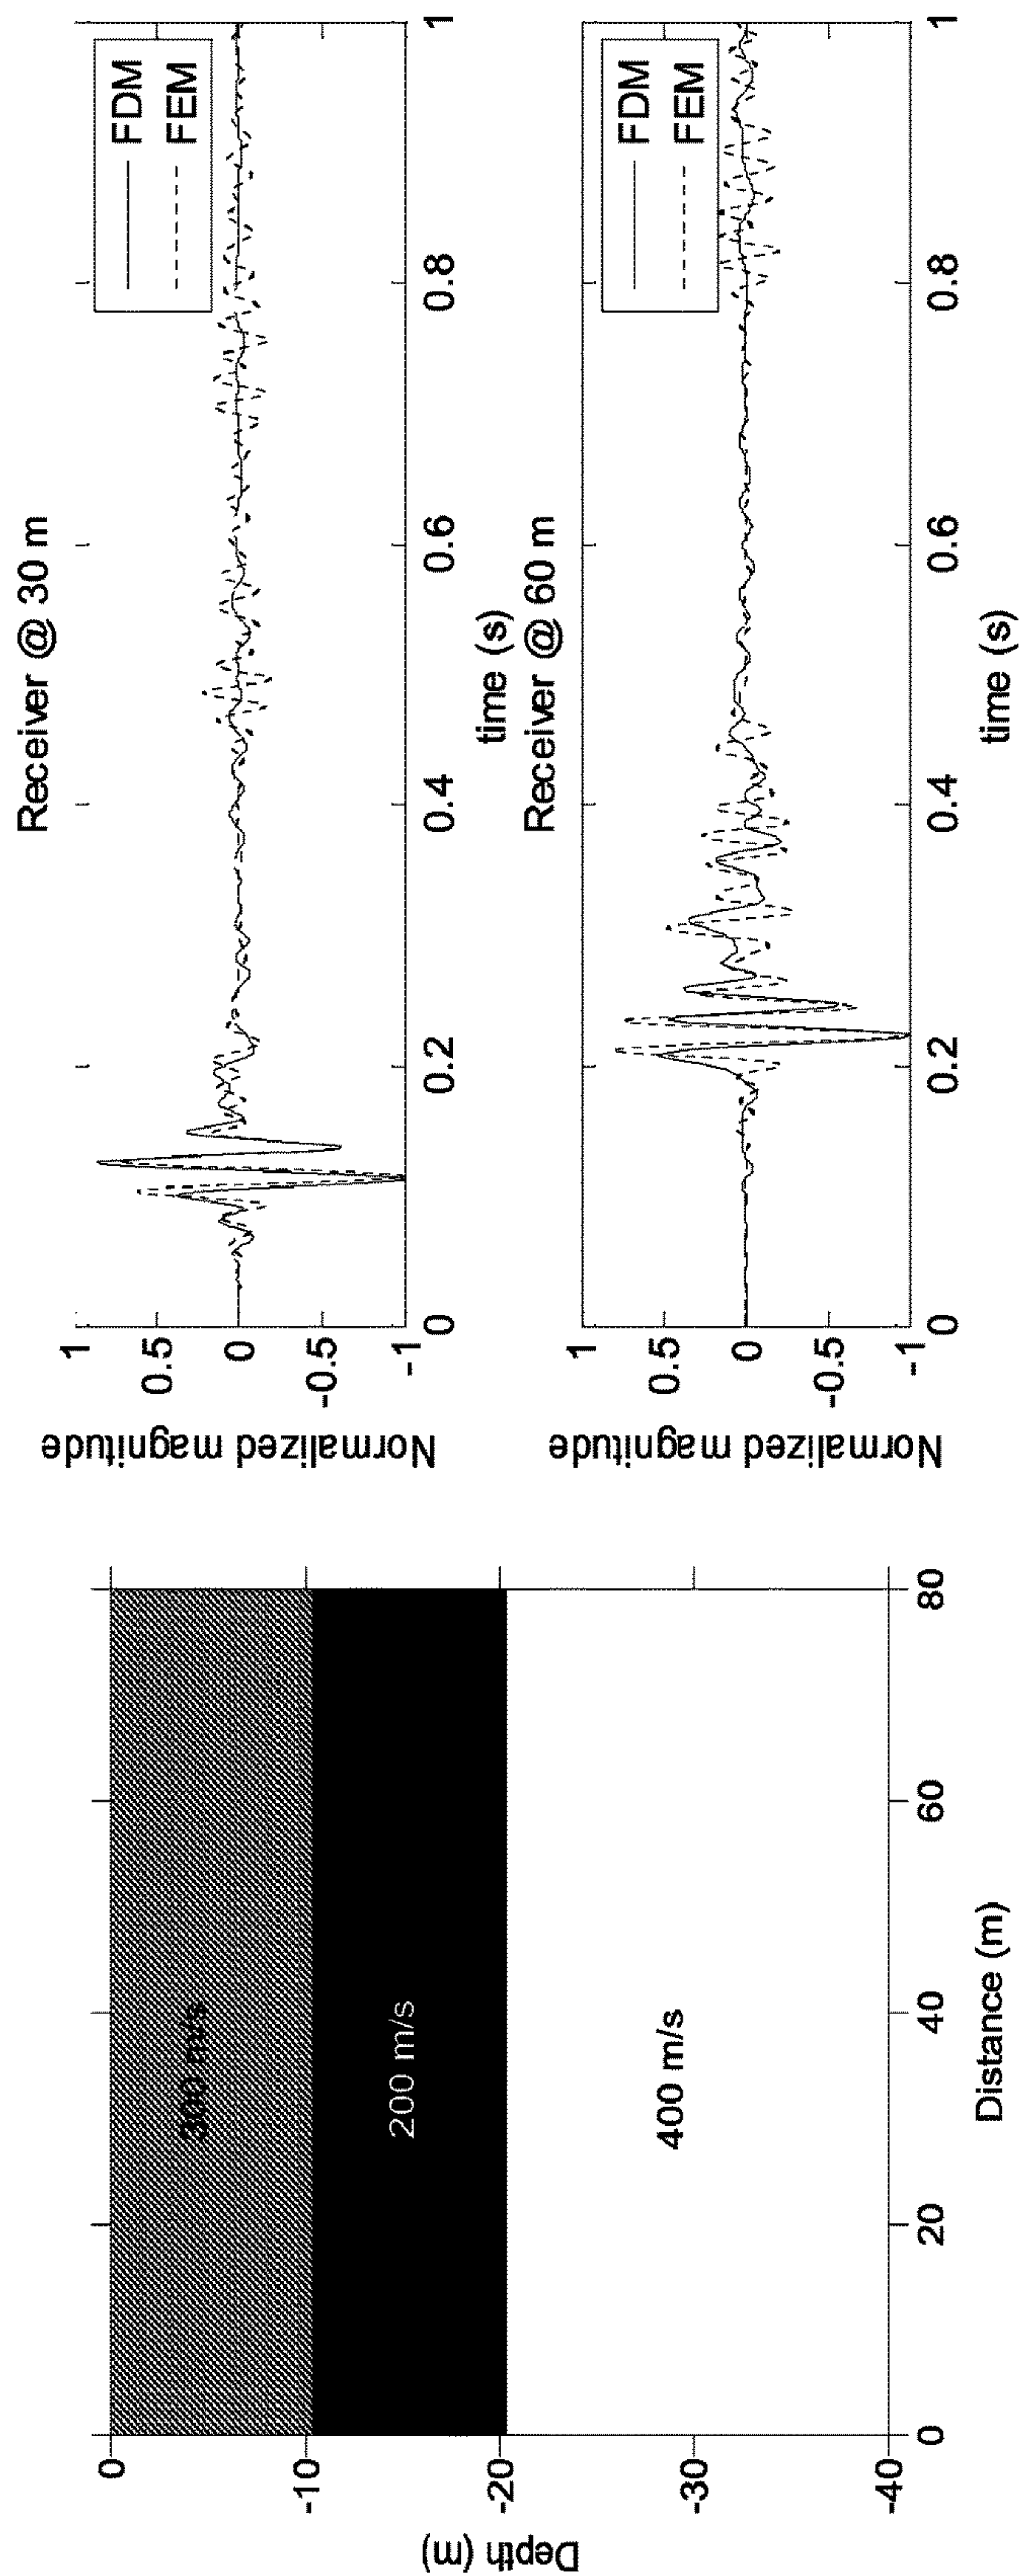 Depth (m)
0
-10
-20
-30
-40
300 m/s
200 m/s
400 m/s
0
20
40
60
80
Distance (m)
Receiver @ 30 m
Normalized magnitude
1
0.5
0
-0.5
-1
FDM
FEM
0
0.2
0.4
0.6
0.8
1
time (s)
Receiver @ 60 m
Normalized magnitude
1
0.5
0
-0.5
-1
FDM
FEM
0
0.2
0.4
0.6
0.8
1
time (s)